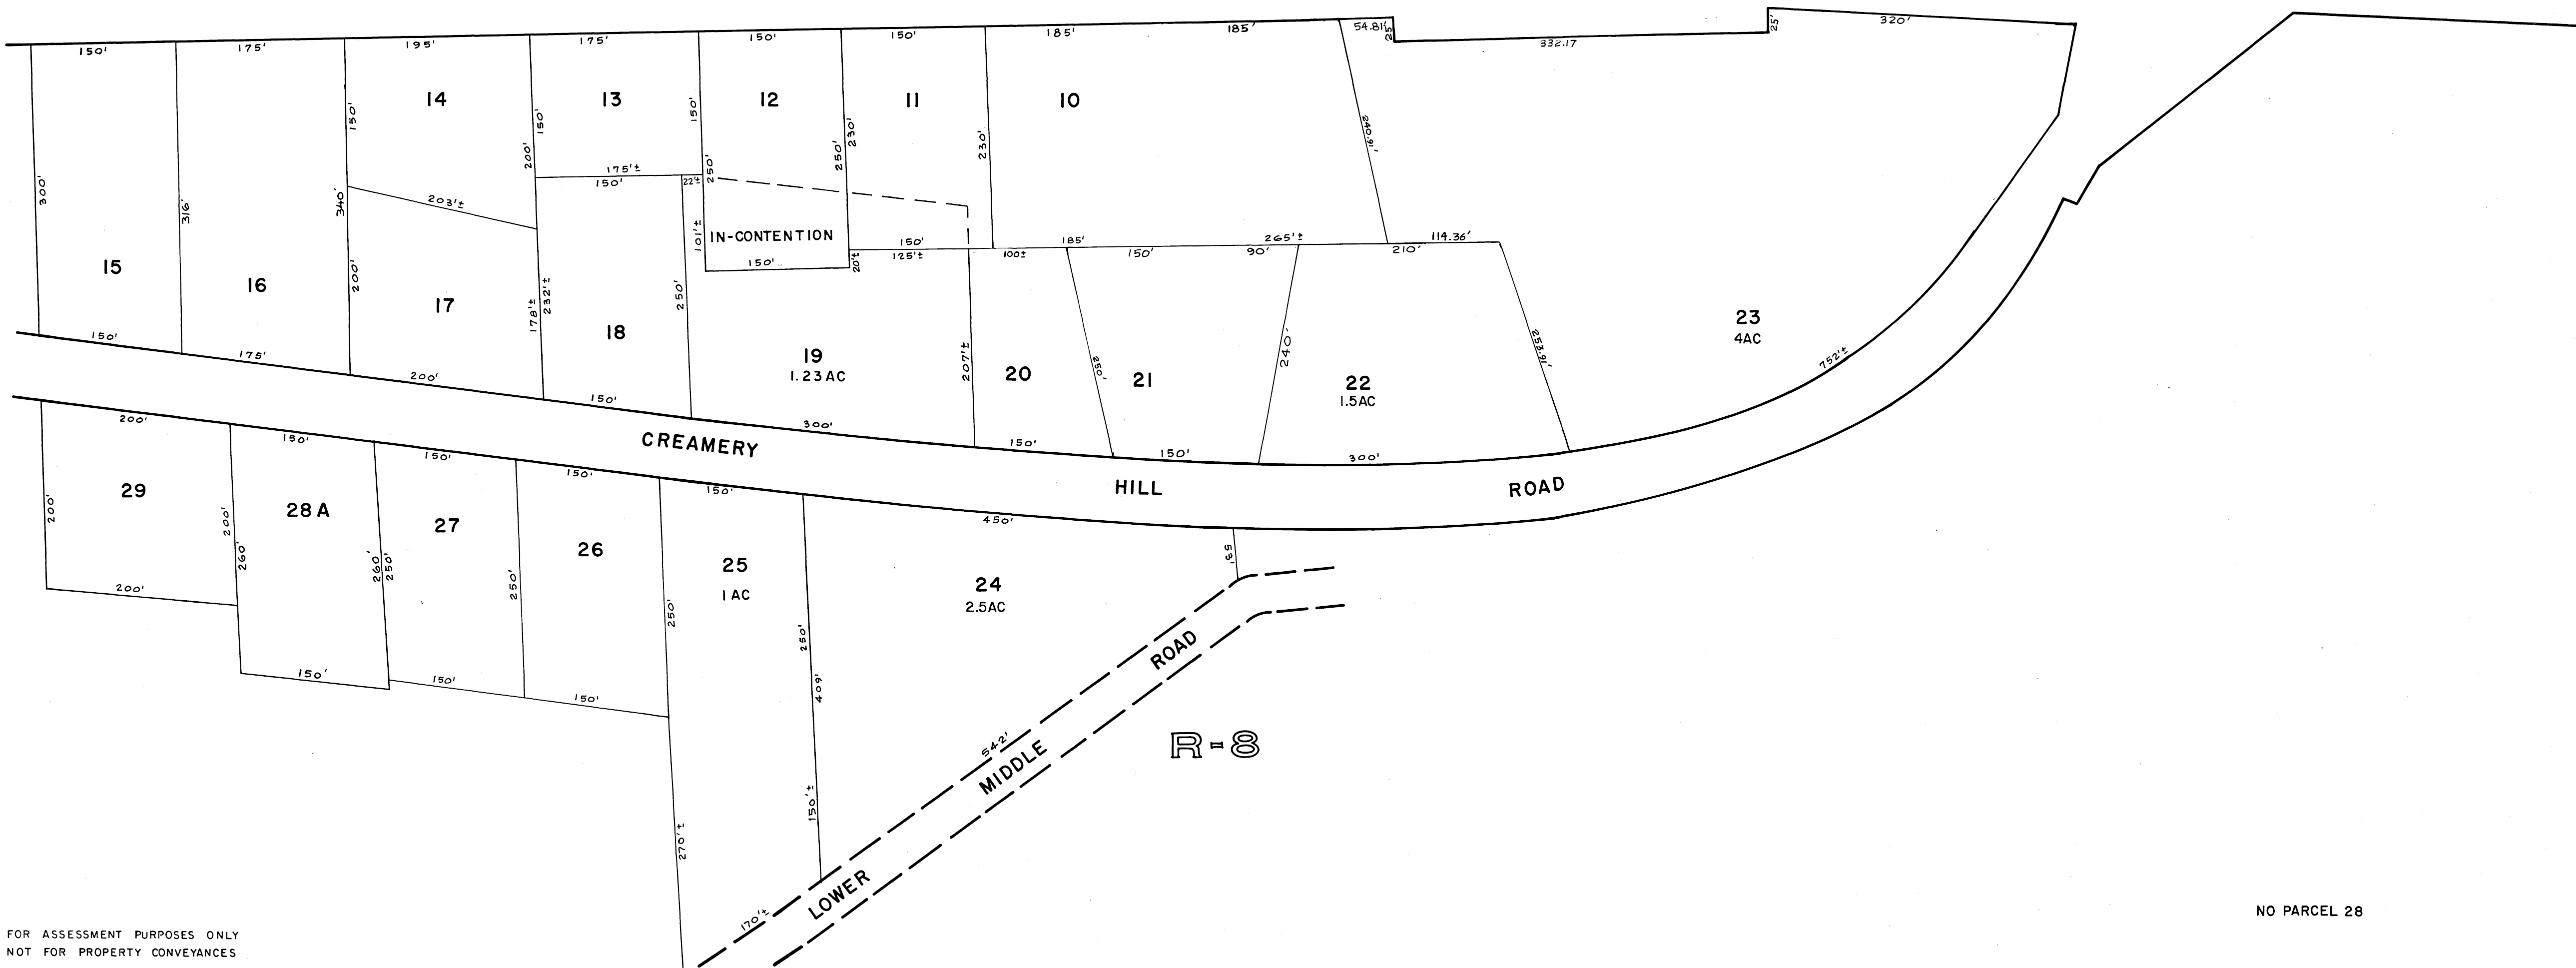 150' 175' 195' 175' 150' 150' 185' 185' 54.81' 25' 332.17 25' 320'
14 13 12 11 10
150' 150' 150' 230' 230' 240.91'
200' 250' 250'
300' 316' 340' 203'± 175'± 150' 22'±
101'± IN-CONTENTION
150' 185' 265'± 114.36'
150' 20'± 125'± 100± 150' 90' 210'
15 16 200' 17 178'± 232'± 18 250'
19
1.23 AC
207'± 20 250' 21 240'
22
1.5AC
253.91'
23
4AC
752'±
150' 175' 200' 150' 300' 150' 150' 300'
CREAMERY HILL ROAD
200' 150' 150' 150' 150' 450' 53'
29 28A 27 26
200' 200' 260' 260' 250' 250' 250'
25
1 AC
24
2.5AC
200' 150' 150' 150'
250' 409' 150'± 270'±
542' 170'±
LOWER MIDDLE ROAD
R-8
NO PARCEL 28
FOR ASSESSMENT PURPOSES ONLY
NOT FOR PROPERTY CONVEYANCES